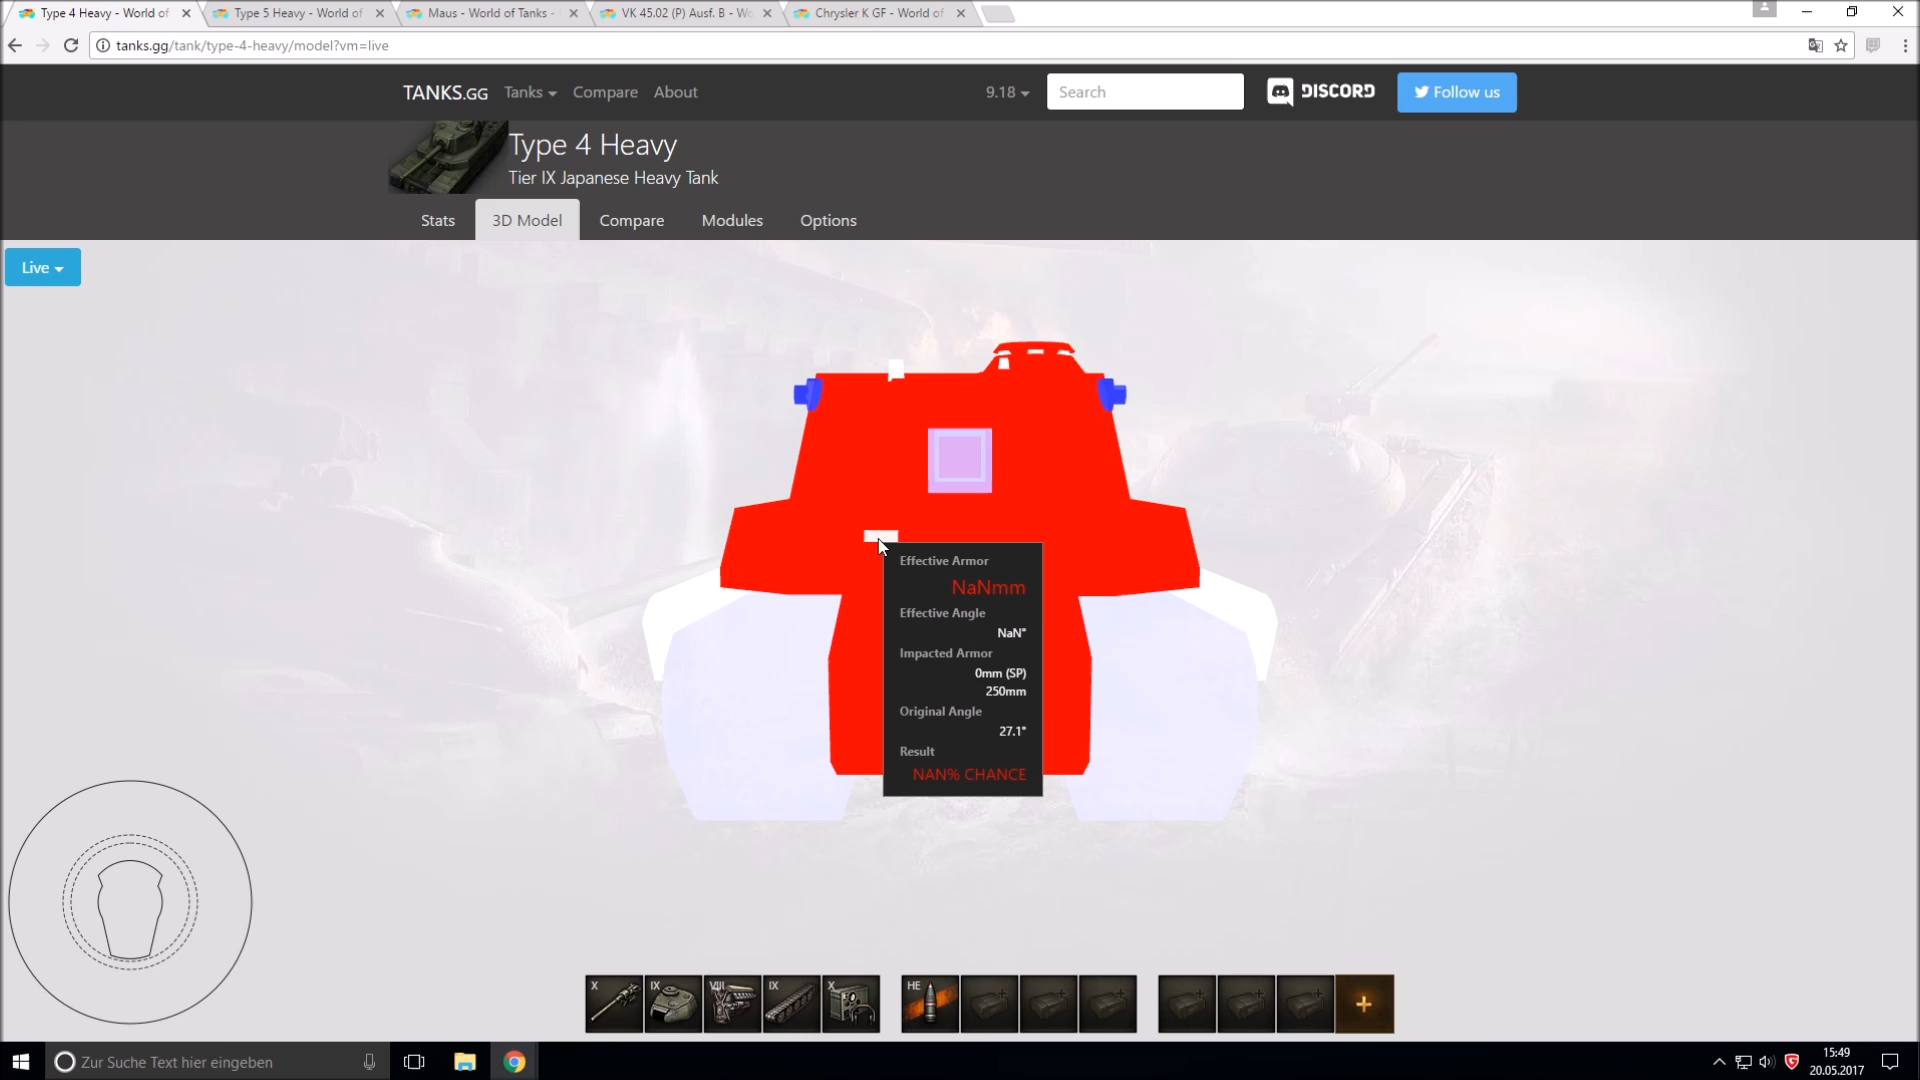 Type 4 Heavy - World of
Type 5 Heavy - World of
Maus - World of Tanks -
VK 45.02 (P) Ausf. B - Wo
Chrysler K GF - World of
tanks.gg/tank/type-4-heavy/model?vm=live
TANKS.GG Tanks Compare About 9.18 Search DISCORD Follow us
Type 4 Heavy
Tier IX Japanese Heavy Tank
Stats 3D Model Compare Modules Options
Live
Effective Armor
NaNmm
Effective Angle
NaN°
Impacted Armor
0mm (SP)
250mm
Original Angle
27.1°
Result
NAN% CHANCE
X IX VIII IX X HE
Zur Suche Text hier eingeben
15:49
20.05.2017